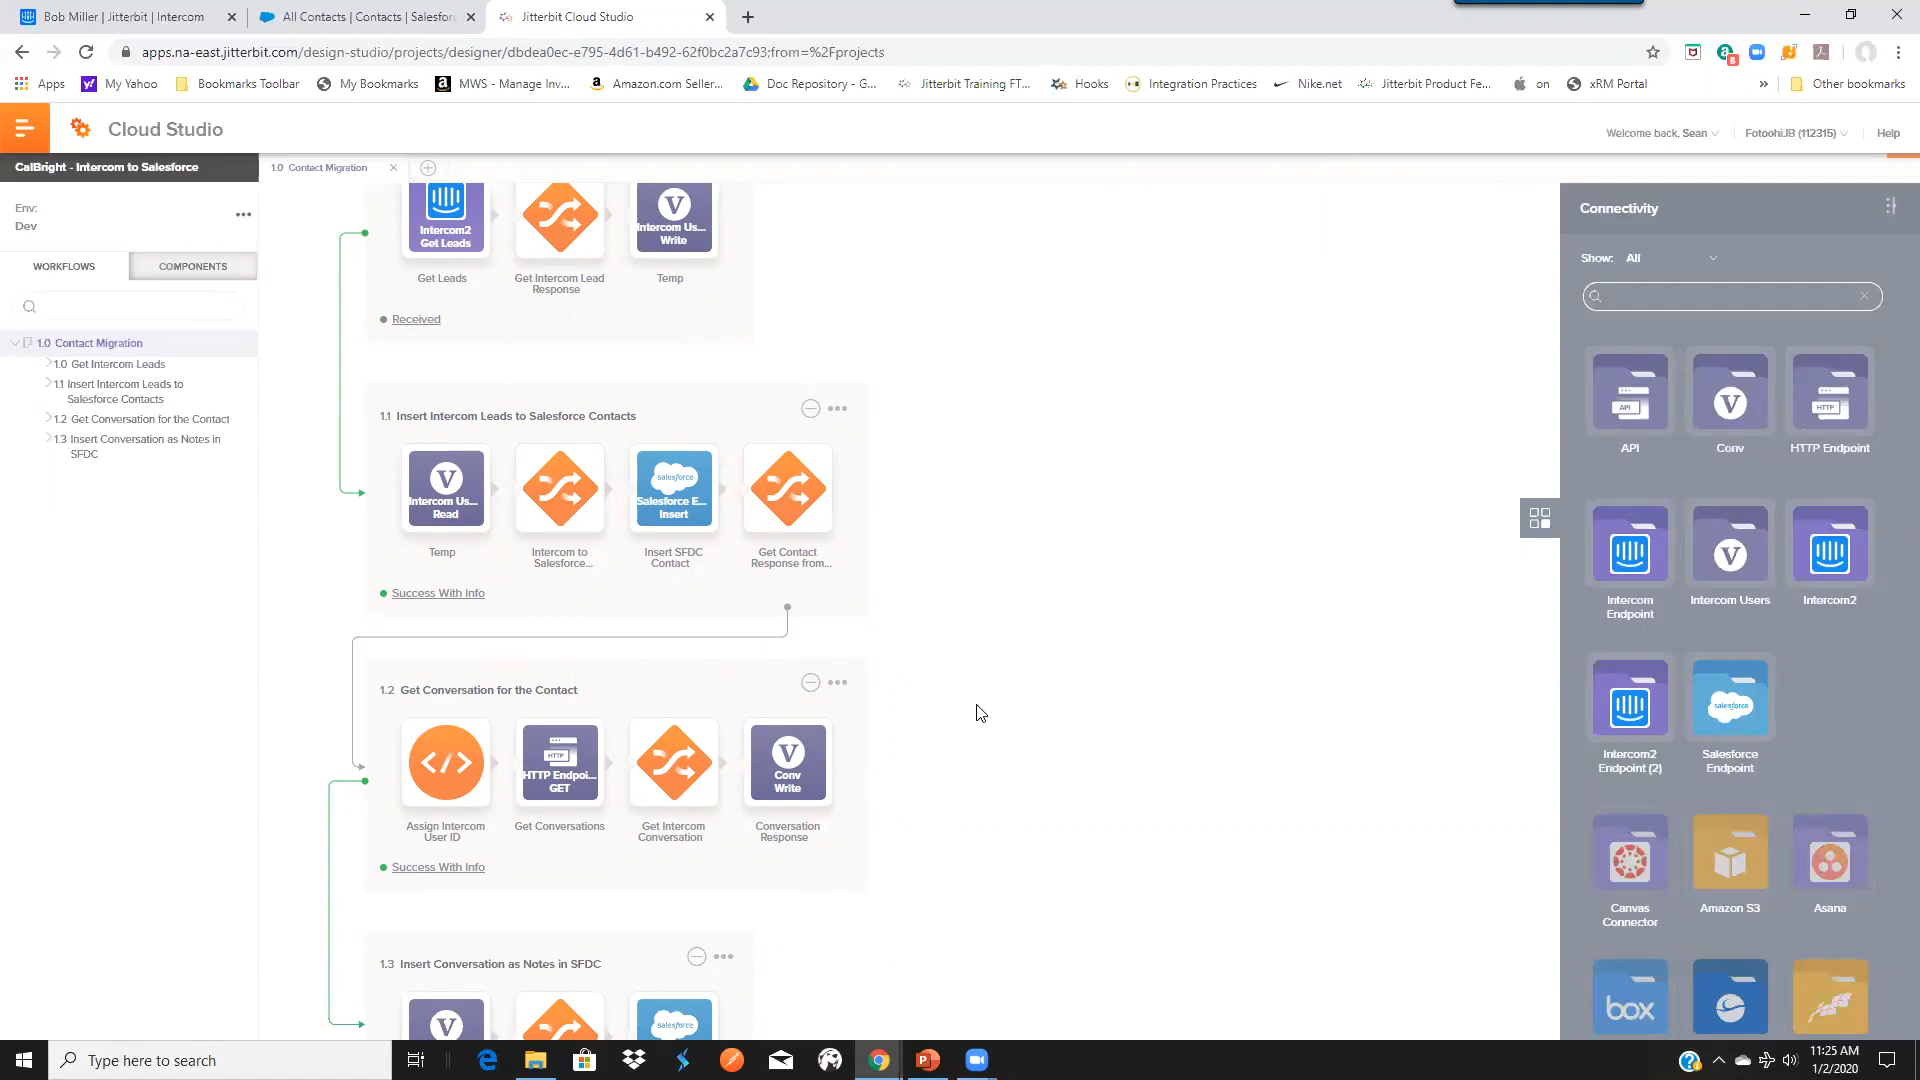 Bob Miller | Jitterbit | Intercom
All Contacts | Contacts | Salesfor
Jitterbit Cloud Studio
apps.na-east.jitterbit.com/design-studio/projects/designer/dbdea0ec-e795-4d61-b492-62f0bc2a7c93;from=%2Fprojects
Apps
My Yahoo
Bookmarks Toolbar
My Bookmarks
MWS - Manage Inv...
Amazon.com Seller...
Doc Repository - G...
Jitterbit Training FT...
Hooks
Integration Practices
Nike.net
Jitterbit Product Fe...
on
xRM Portal
»
Other bookmarks
Cloud Studio
Welcome back, Sean
FotoohiJB (112315)
Help
CalBright - Intercom to Salesforce
1.0 Contact Migration
Env:
Dev
WORKFLOWS
COMPONENTS
1.0 Contact Migration
1.0 Get Intercom Leads
1.1 Insert Intercom Leads to
Salesforce Contacts
1.2 Get Conversation for the Contact
1.3 Insert Conversation as Notes in
SFDC
Intercom2
Get Leads
Intercom Us...
Write
Get Leads
Get Intercom Lead
Response
Temp
Received
1.1 Insert Intercom Leads to Salesforce Contacts
V
Intercom Us...
Read
salesforce
Salesforce E...
Insert
Temp
Intercom to
Salesforce...
Insert SFDC
Contact
Get Contact
Response from...
Success With Info
1.2 Get Conversation for the Contact
</>
HTTP
HTTP Endpoi...
GET
V
Conv
Write
Assign Intercom
User ID
Get Conversations
Get Intercom
Conversation
Conversation
Response
Success With Info
1.3 Insert Conversation as Notes in SFDC
V
salesforce
Connectivity
Show: All
API
V
HTTP
API
Conv
HTTP Endpoint
V
Intercom
Endpoint
Intercom Users
Intercom2
salesforce
Intercom2
Endpoint (2)
Salesforce
Endpoint
Canvas
Connector
Amazon S3
Asana
box
Type here to search
11:25 AM
1/2/2020